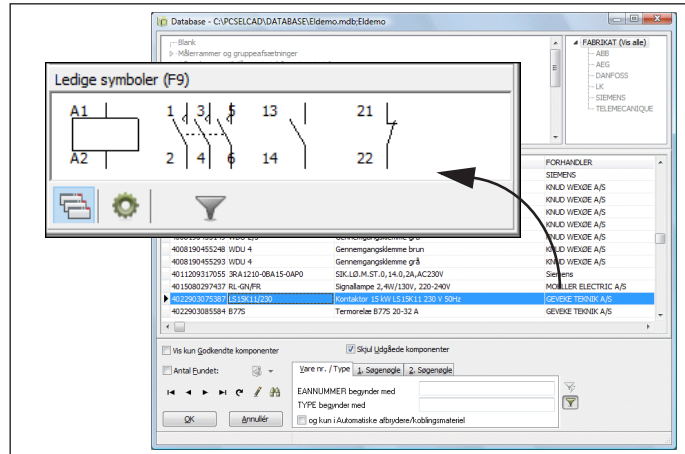 Database - C:\PCSELCAD\DATABASE\Eldemo.mdb;Eldemo
Blank
Målerrammer og gruppeafsætninger
FABRIKAT (Vis alle)
ABB
AEG
DANFOSS
LK
SIEMENS
TELEMECANIQUE
Ledige symboler (F9)
A1 1 3 5 13 21
A2 2 4 6 14 22
FORHANDLER
SIEMENS
KNUD WEXØE A/S
KNUD WEXØE A/S
KNUD WEXØE A/S
KNUD WEXØE A/S
KNUD WEXØE A/S
4008190455248 WDU 4 Gennemgangsklemme brun KNUD WEXØE A/S
4008190455293 WDU 4 Gennemgangsklemme grå KNUD WEXØE A/S
4011209317055 3RA1210-0BA15-0AP0 SIK.LØ.M.ST.0,14.0,2A,AC230V Siemens
4015080297437 RL-GN/FR Signallampe 2,4W/130V, 220-240V MOELLER ELECTRIC A/S
4022903075387 LS15K11/230 Kontaktor 15 kW LS15K11 230 V 50Hz GEVEKE TEKNIK A/S
4022903085584 B77S Termorelæ B77S 20-32 A GEVEKE TEKNIK A/S
Vis kun Godkendte komponenter Skjul Udgåede komponenter
Antal Fundet: Vare nr. / Type 1. Søgenøgle 2. Søgenøgle
EANNUMMER begynder med
TYPE begynder med
OK Annullér og kun i Automatiske afbrydere/koblingsmateriel